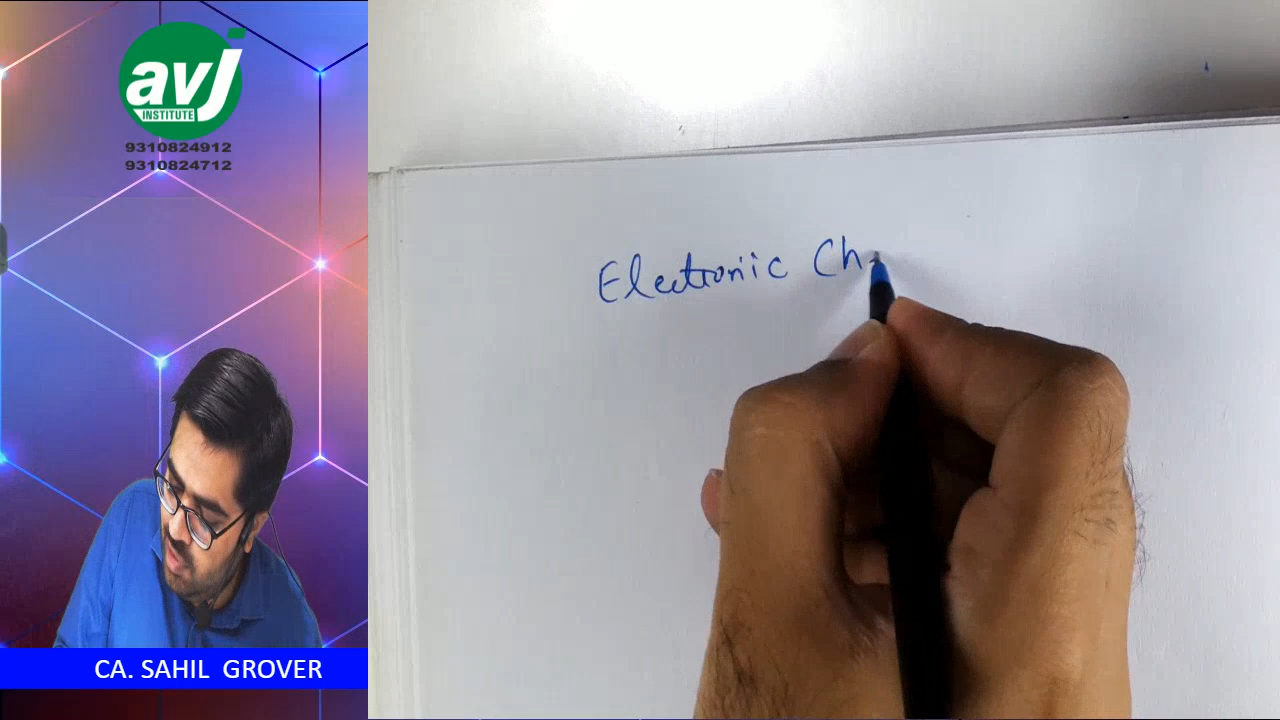 avj
INSTITUTE
9310824912
9310824712
Electronic Ch
CA. SAHIL GROVER